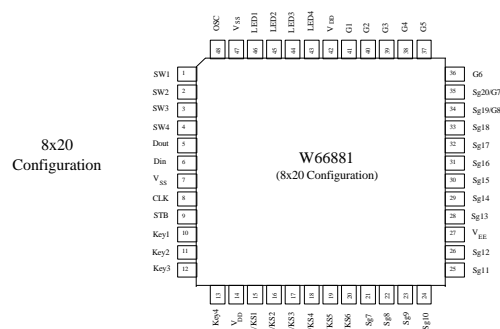 OSC
VSS
LED1
LED2
LED3
LED4
VDD
G1
G2
G3
G4
G5
48 47 46 45 44 43 42 41 40 39 38 37
SW1 1
SW2 2
SW3 3
SW4 4
Dout 5
Din 6
VSS 7
CLK 8
STB 9
Key1 10
Key2 11
Key3 12
8x20
Configuration
W66881
(8x20 Configuration)
36 G6
35 Sg20/G7
34 Sg19/G8
33 Sg18
32 Sg17
31 Sg16
30 Sg15
29 Sg14
28 Sg13
27 VEE
26 Sg12
25 Sg11
13 14 15 16 17 18 19 20 21 22 23 24
Key4
VDD
/KS1
/KS2
/KS3
/KS4
/KS5
KS6
Sg7
Sg8
Sg9
Sg10